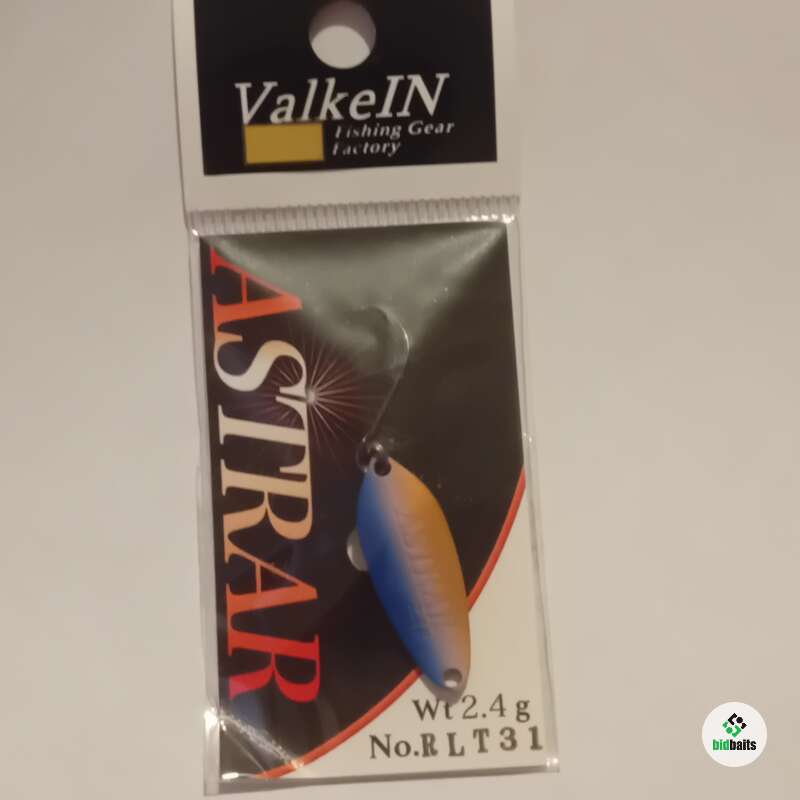 ValkeIN
Fishing Gear
Factory
ASTRAR
Wt 2.4 g
No.RLT31
bidbaits